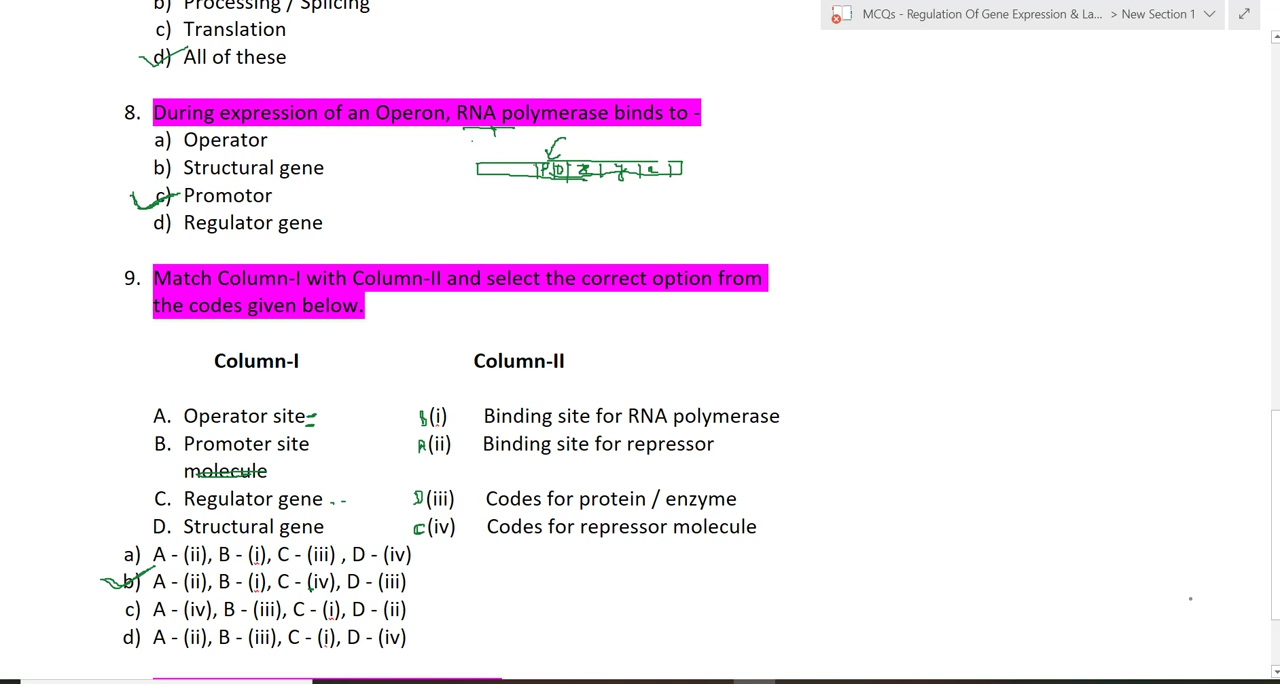 b) Processing / Splicing
MCQs - Regulation Of Gene Expression & La... > New Section 1
c) Translation
d) All of these
8. During expression of an Operon, RNA polymerase binds to -
a) Operator
b) Structural gene
P O z y a
c) Promotor
d) Regulator gene
9. Match Column-I with Column-II and select the correct option from
the codes given below.
Column-I Column-II
A. Operator site B (i) Binding site for RNA polymerase
B. Promoter site A (ii) Binding site for repressor
molecule
C. Regulator gene D (iii) Codes for protein / enzyme
D. Structural gene C (iv) Codes for repressor molecule
a) A - (ii), B - (i), C - (iii) , D - (iv)
b) A - (ii), B - (i), C - (iv), D - (iii)
c) A - (iv), B - (iii), C - (i), D - (ii)
d) A - (ii), B - (iii), C - (i), D - (iv)